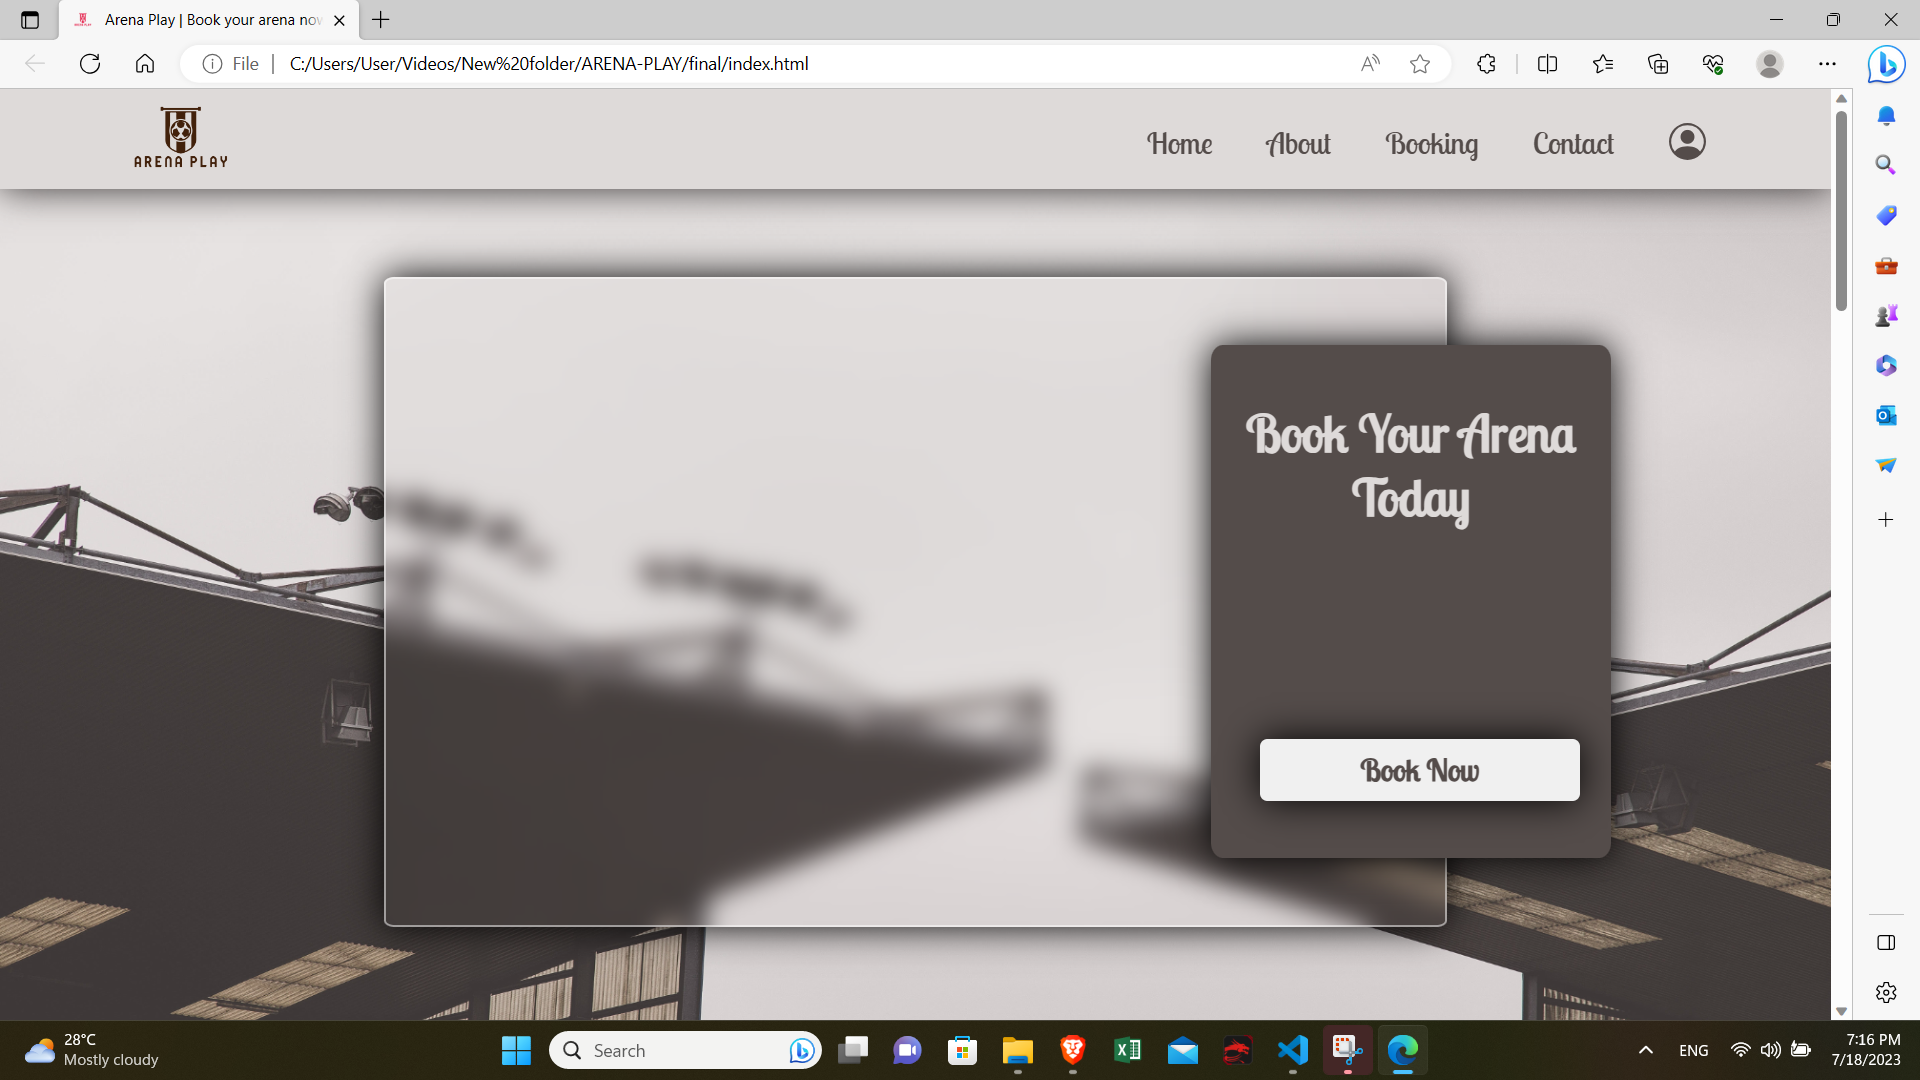 Arena Play | Book your arena nov
File
C:/Users/User/Videos/New%20folder/ARENA-PLAY/final/index.html
ARENA PLAY
Home
About
Booking
Contact
Book Your Arena
Today
Book Now
28°C
Mostly cloudy
Search
ENG
7:16 PM
7/18/2023